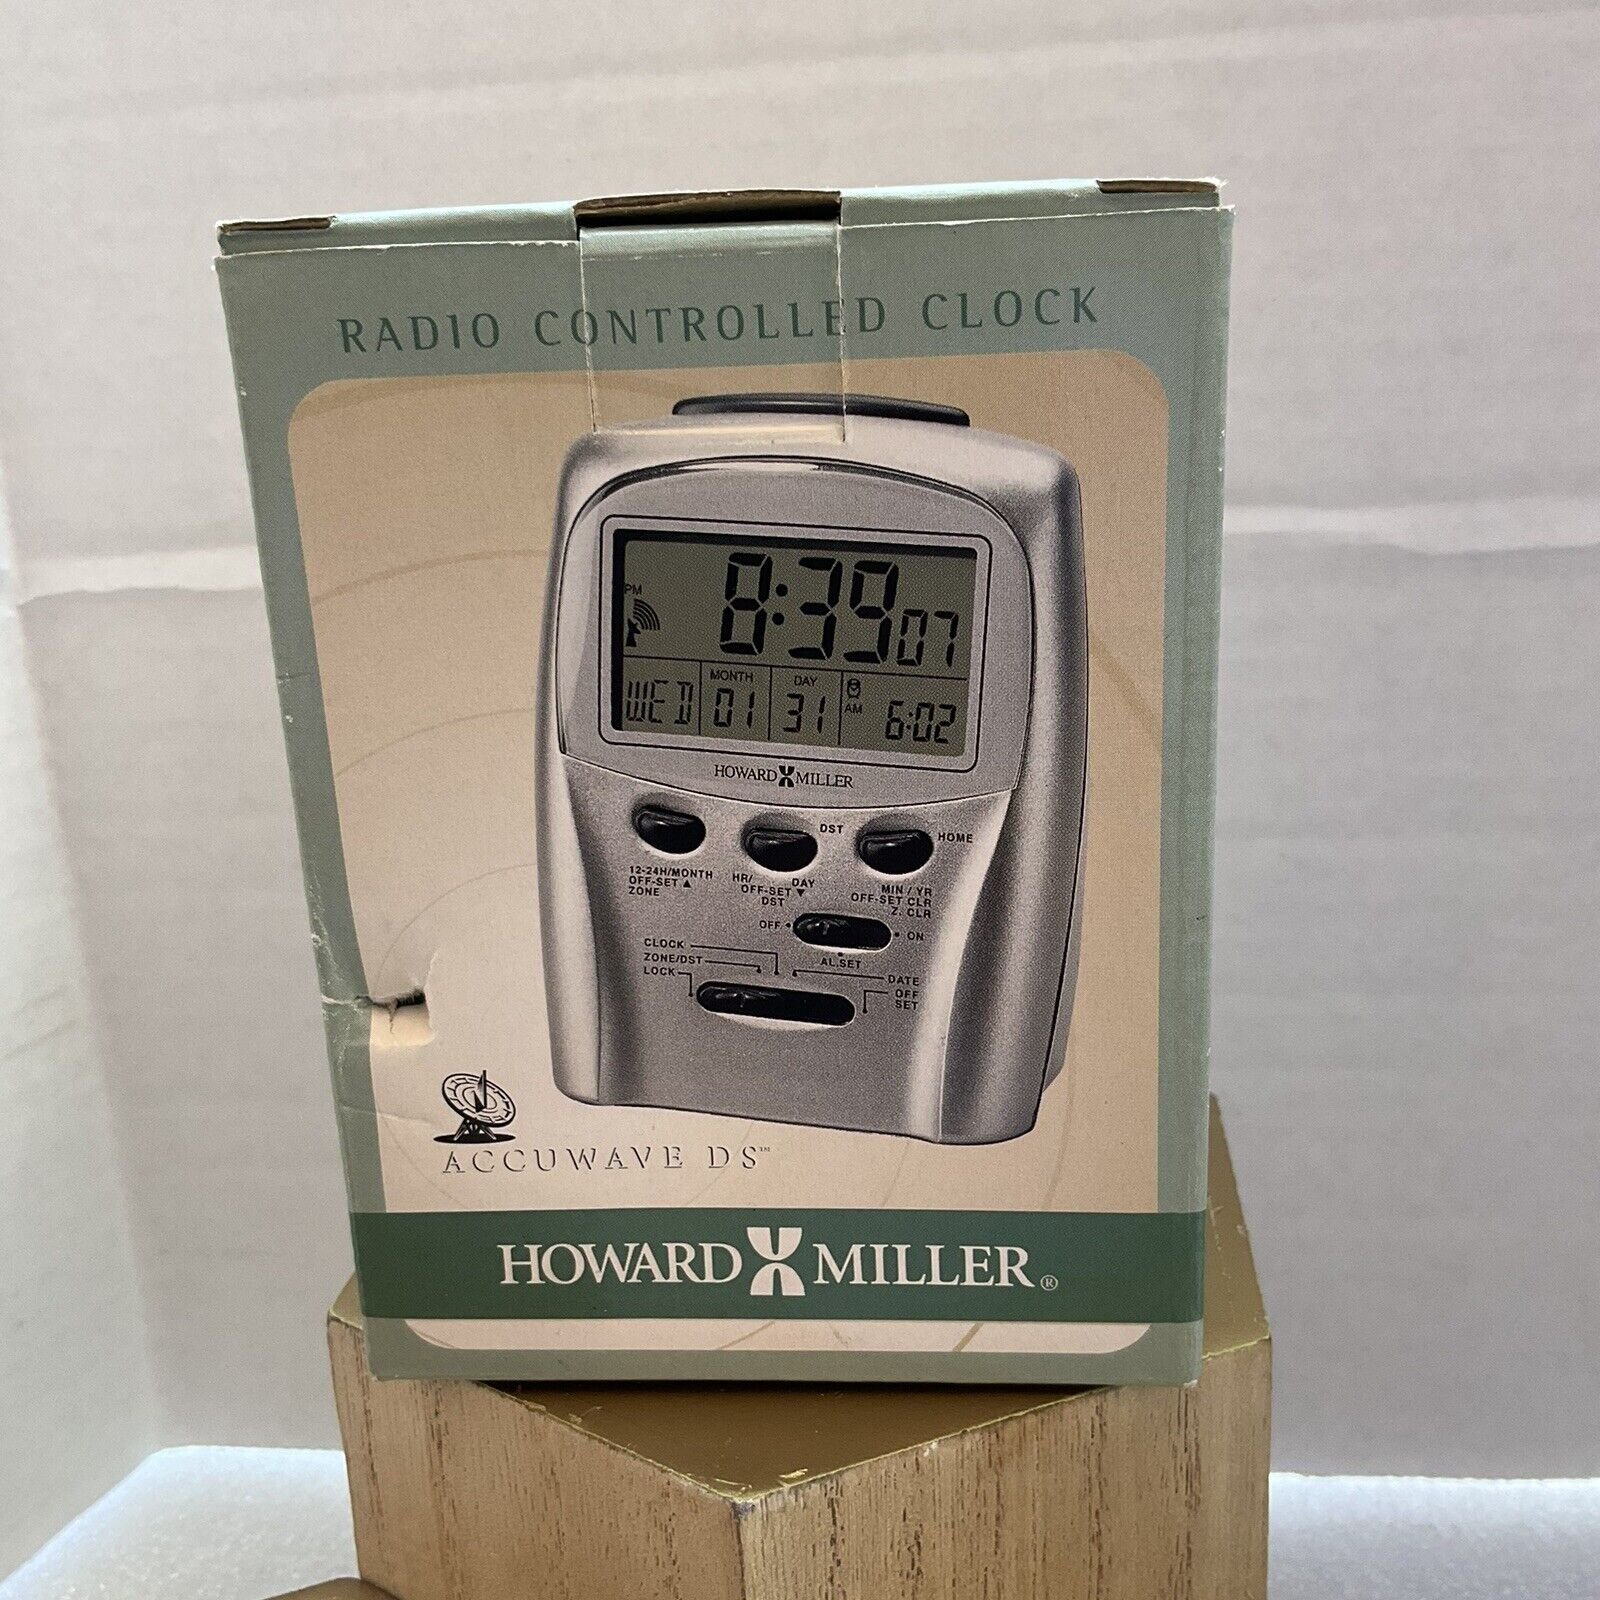 RADIO CONTROLLED CLOCK
PM
8:39 07
WED
MONTH
01
DAY
31
AM
6:02
HOWARD MILLER
DST
HOME
12-24H/MONTH
OFF-SET ▲
ZONE
HR/ DAY
OFF-SET ▼
DST
MIN / YR
OFF-SET CLR
Z. CLR
OFF • • ON
AL.SET
CLOCK
ZONE/DST
LOCK
DATE
OFF
SET
ACCUWAVE DS™
HOWARD MILLER®